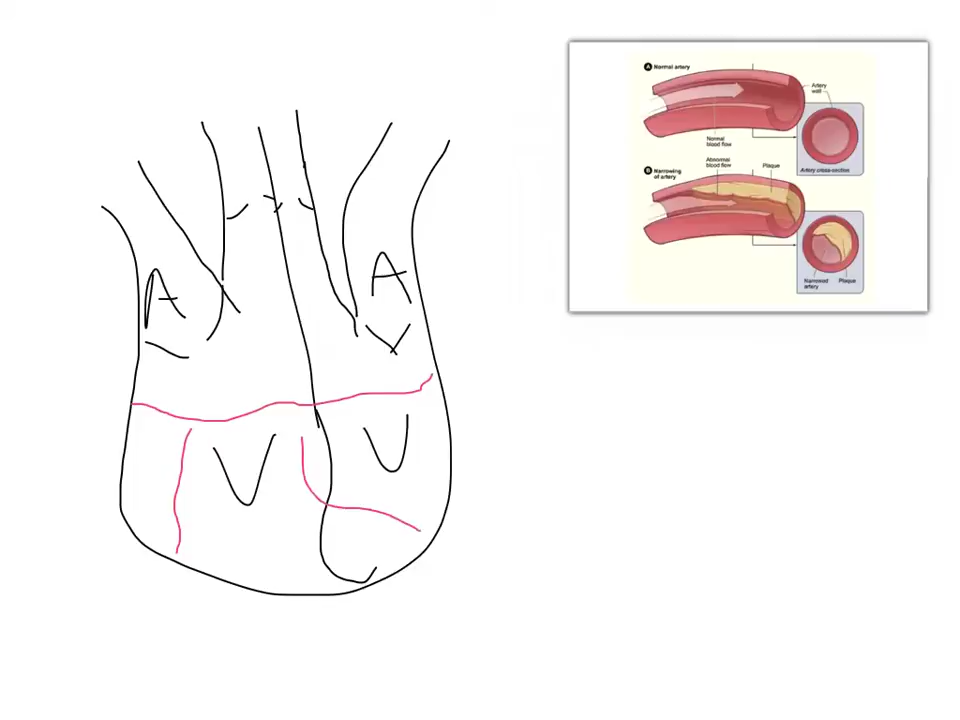 A Normal artery
Artery
wall
Normal
blood flow
Artery cross-section
Abnormal
blood flow
Plaque
B Narrowing
of artery
Narrowed
artery
Plaque
A
A
V
V